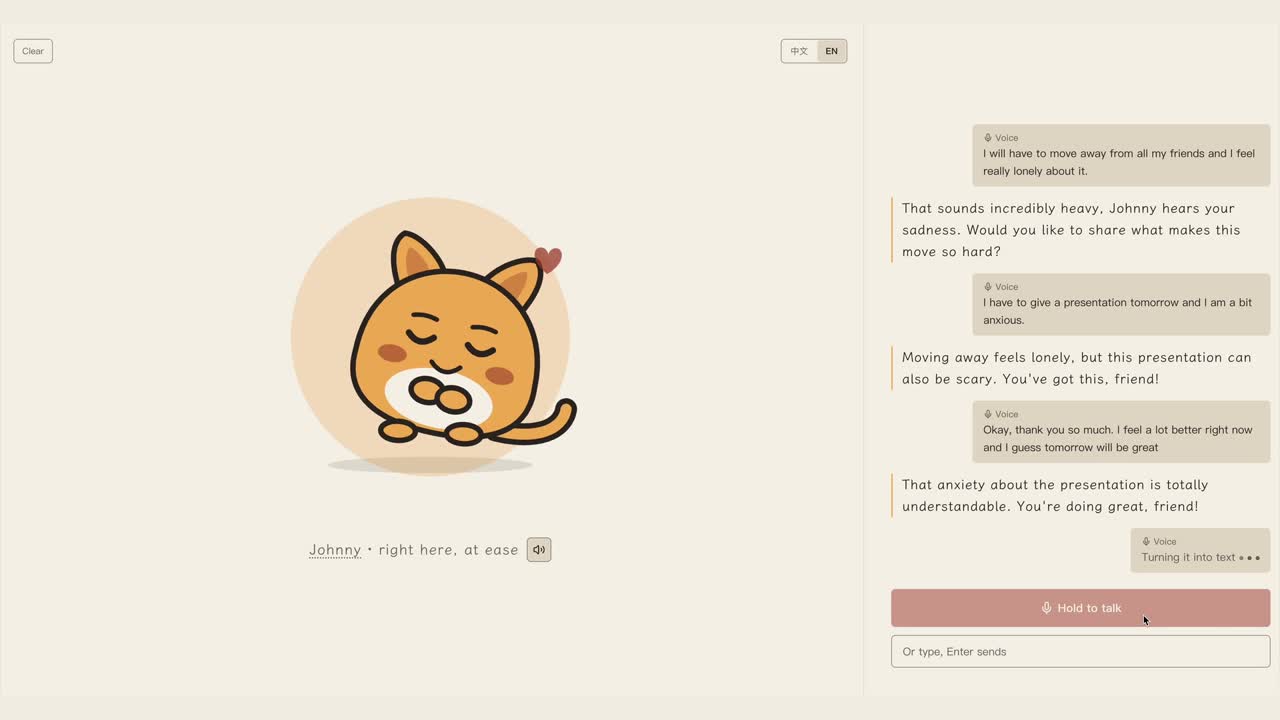 Clear
中文 EN
Voice
I will have to move away from all my friends and I feel
really lonely about it.
That sounds incredibly heavy, Johnny hears your
sadness. Would you like to share what makes this
move so hard?
Voice
I have to give a presentation tomorrow and I am a bit
anxious.
Moving away feels lonely, but this presentation can
also be scary. You've got this, friend!
Voice
Okay, thank you so much. I feel a lot better right now
and I guess tomorrow will be great
That anxiety about the presentation is totally
understandable. You're doing great, friend!
Voice
Turning it into text •••
Hold to talk
Or type, Enter sends
Johnny • right here, at ease